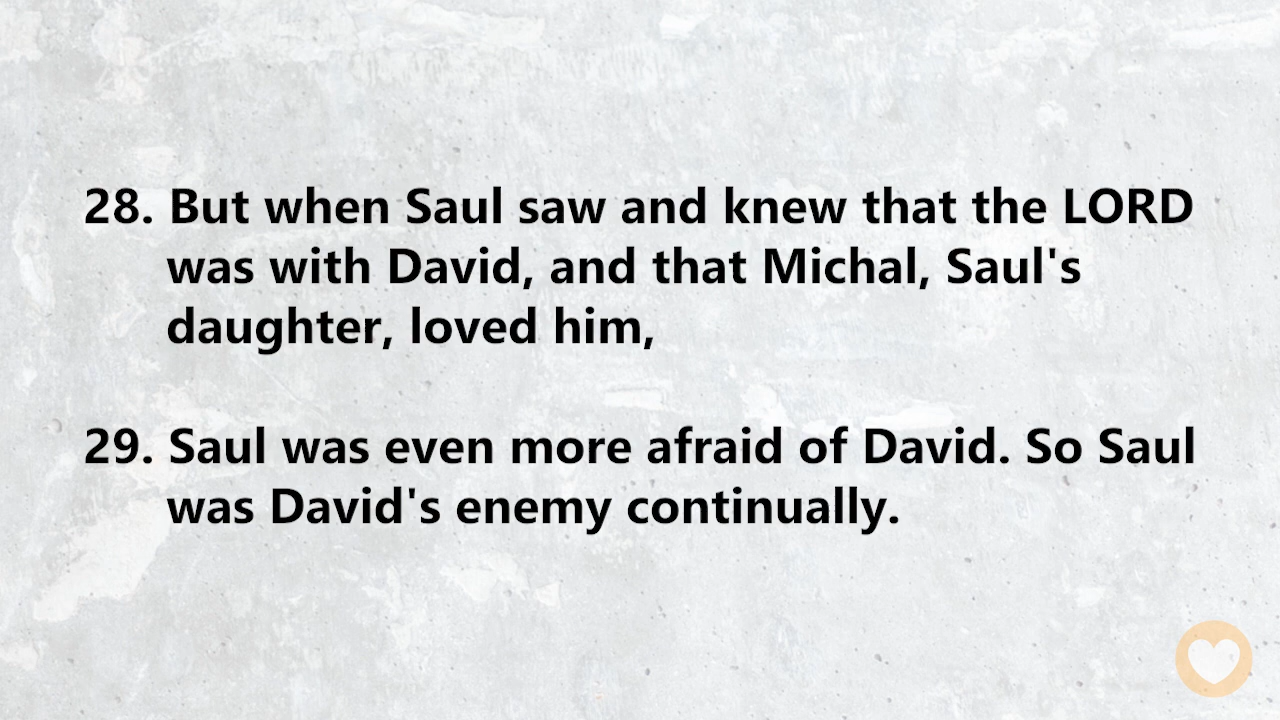 28. But when Saul saw and knew that the LORD
was with David, and that Michal, Saul's
daughter, loved him,
29. Saul was even more afraid of David. So Saul
was David's enemy continually.